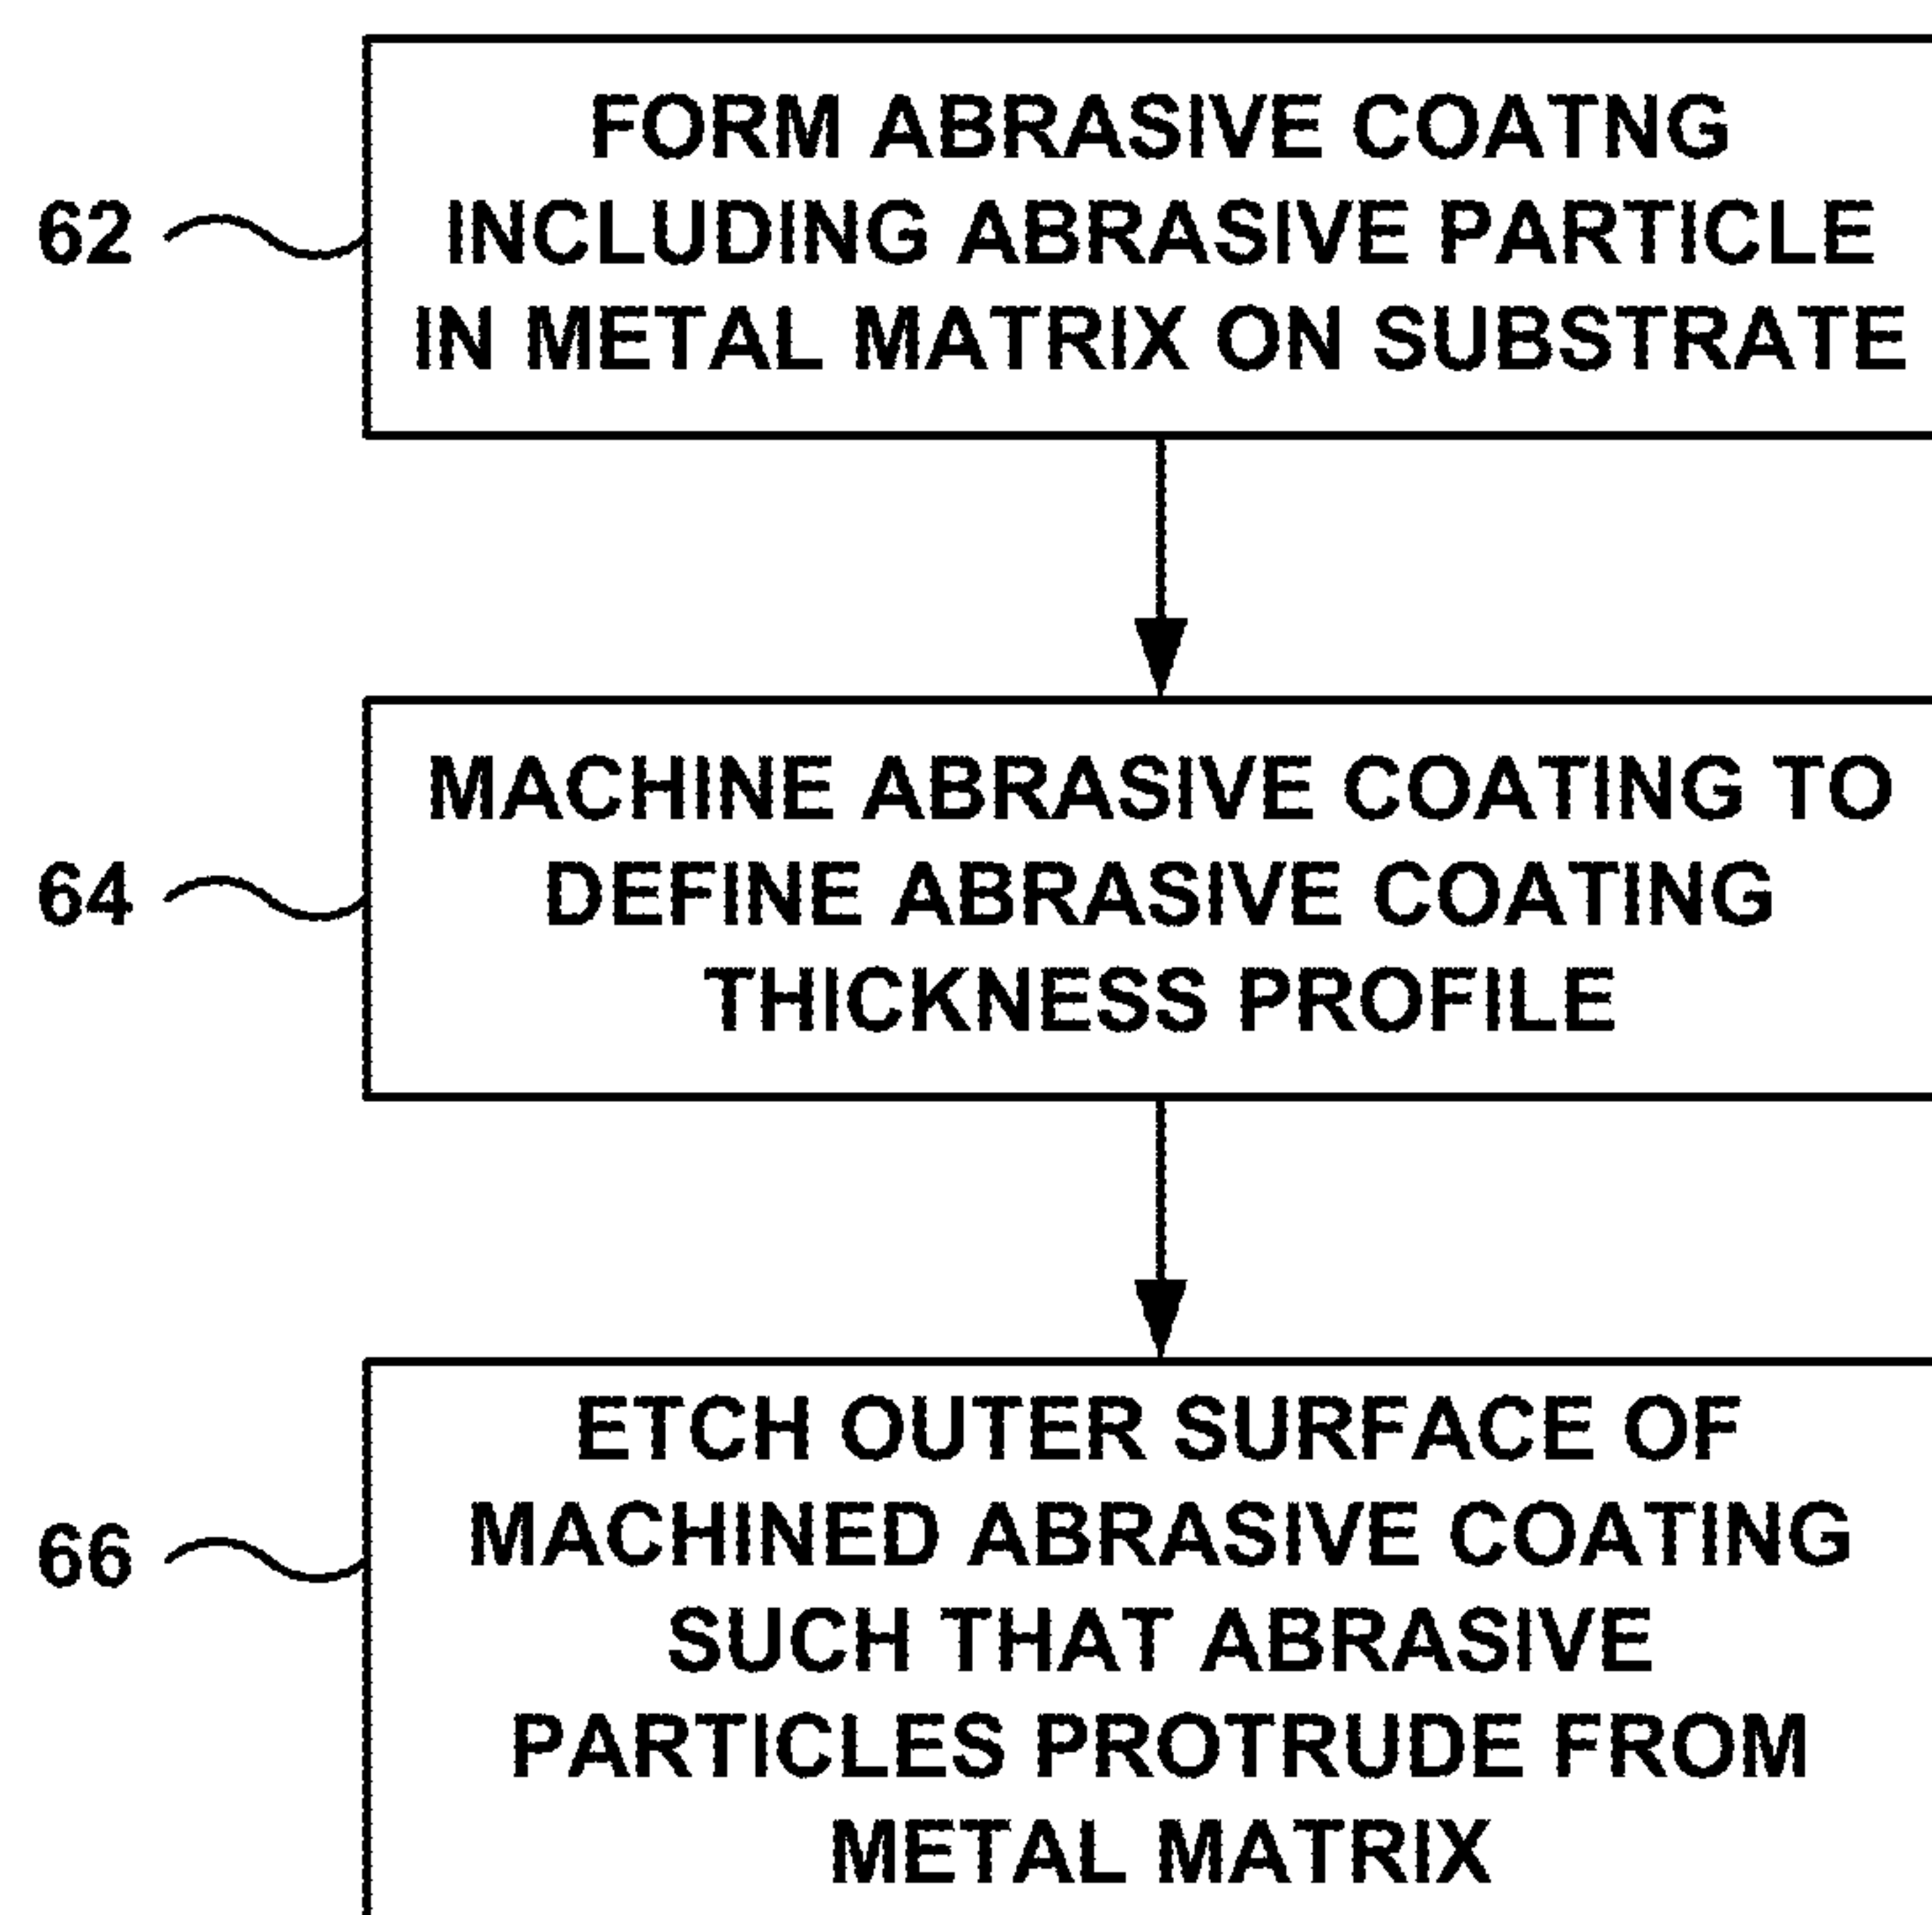 FORM ABRASIVE COATNG
62 INCLUDING ABRASIVE PARTICLE
IN METAL MATRIX ON SUBSTRATE
MACHINE ABRASIVE COATING TO
64 DEFINE ABRASIVE COATING
THICKNESS PROFILE
ETCH OUTER SURFACE OF
66 MACHINED ABRASIVE COATING
SUCH THAT ABRASIVE
PARTICLES PROTRUDE FROM
METAL MATRIX